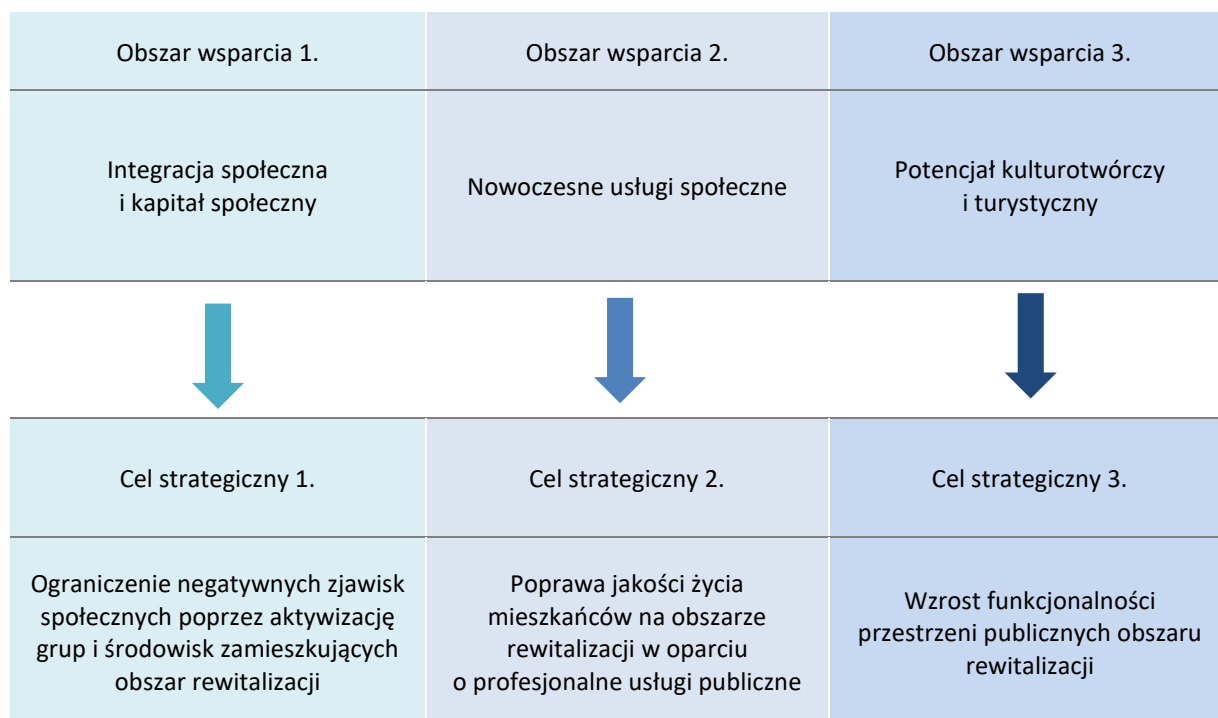 Obszar wsparcia 1.
Obszar wsparcia 2.
Obszar wsparcia 3.
Integracja społeczna
i kapitał społeczny
Nowoczesne usługi społeczne
Potencjał kulturotwórczy
i turystyczny
Cel strategiczny 1.
Cel strategiczny 2.
Cel strategiczny 3.
Ograniczenie negatywnych zjawisk
społecznych poprzez aktywizację
grup i środowisk zamieszkujących
obszar rewitalizacji
Poprawa jakości życia
mieszkańców na obszarze
rewitalizacji w oparciu
o profesjonalne usługi publiczne
Wzrost funkcjonalności
przestrzeni publicznych obszaru
rewitalizacji